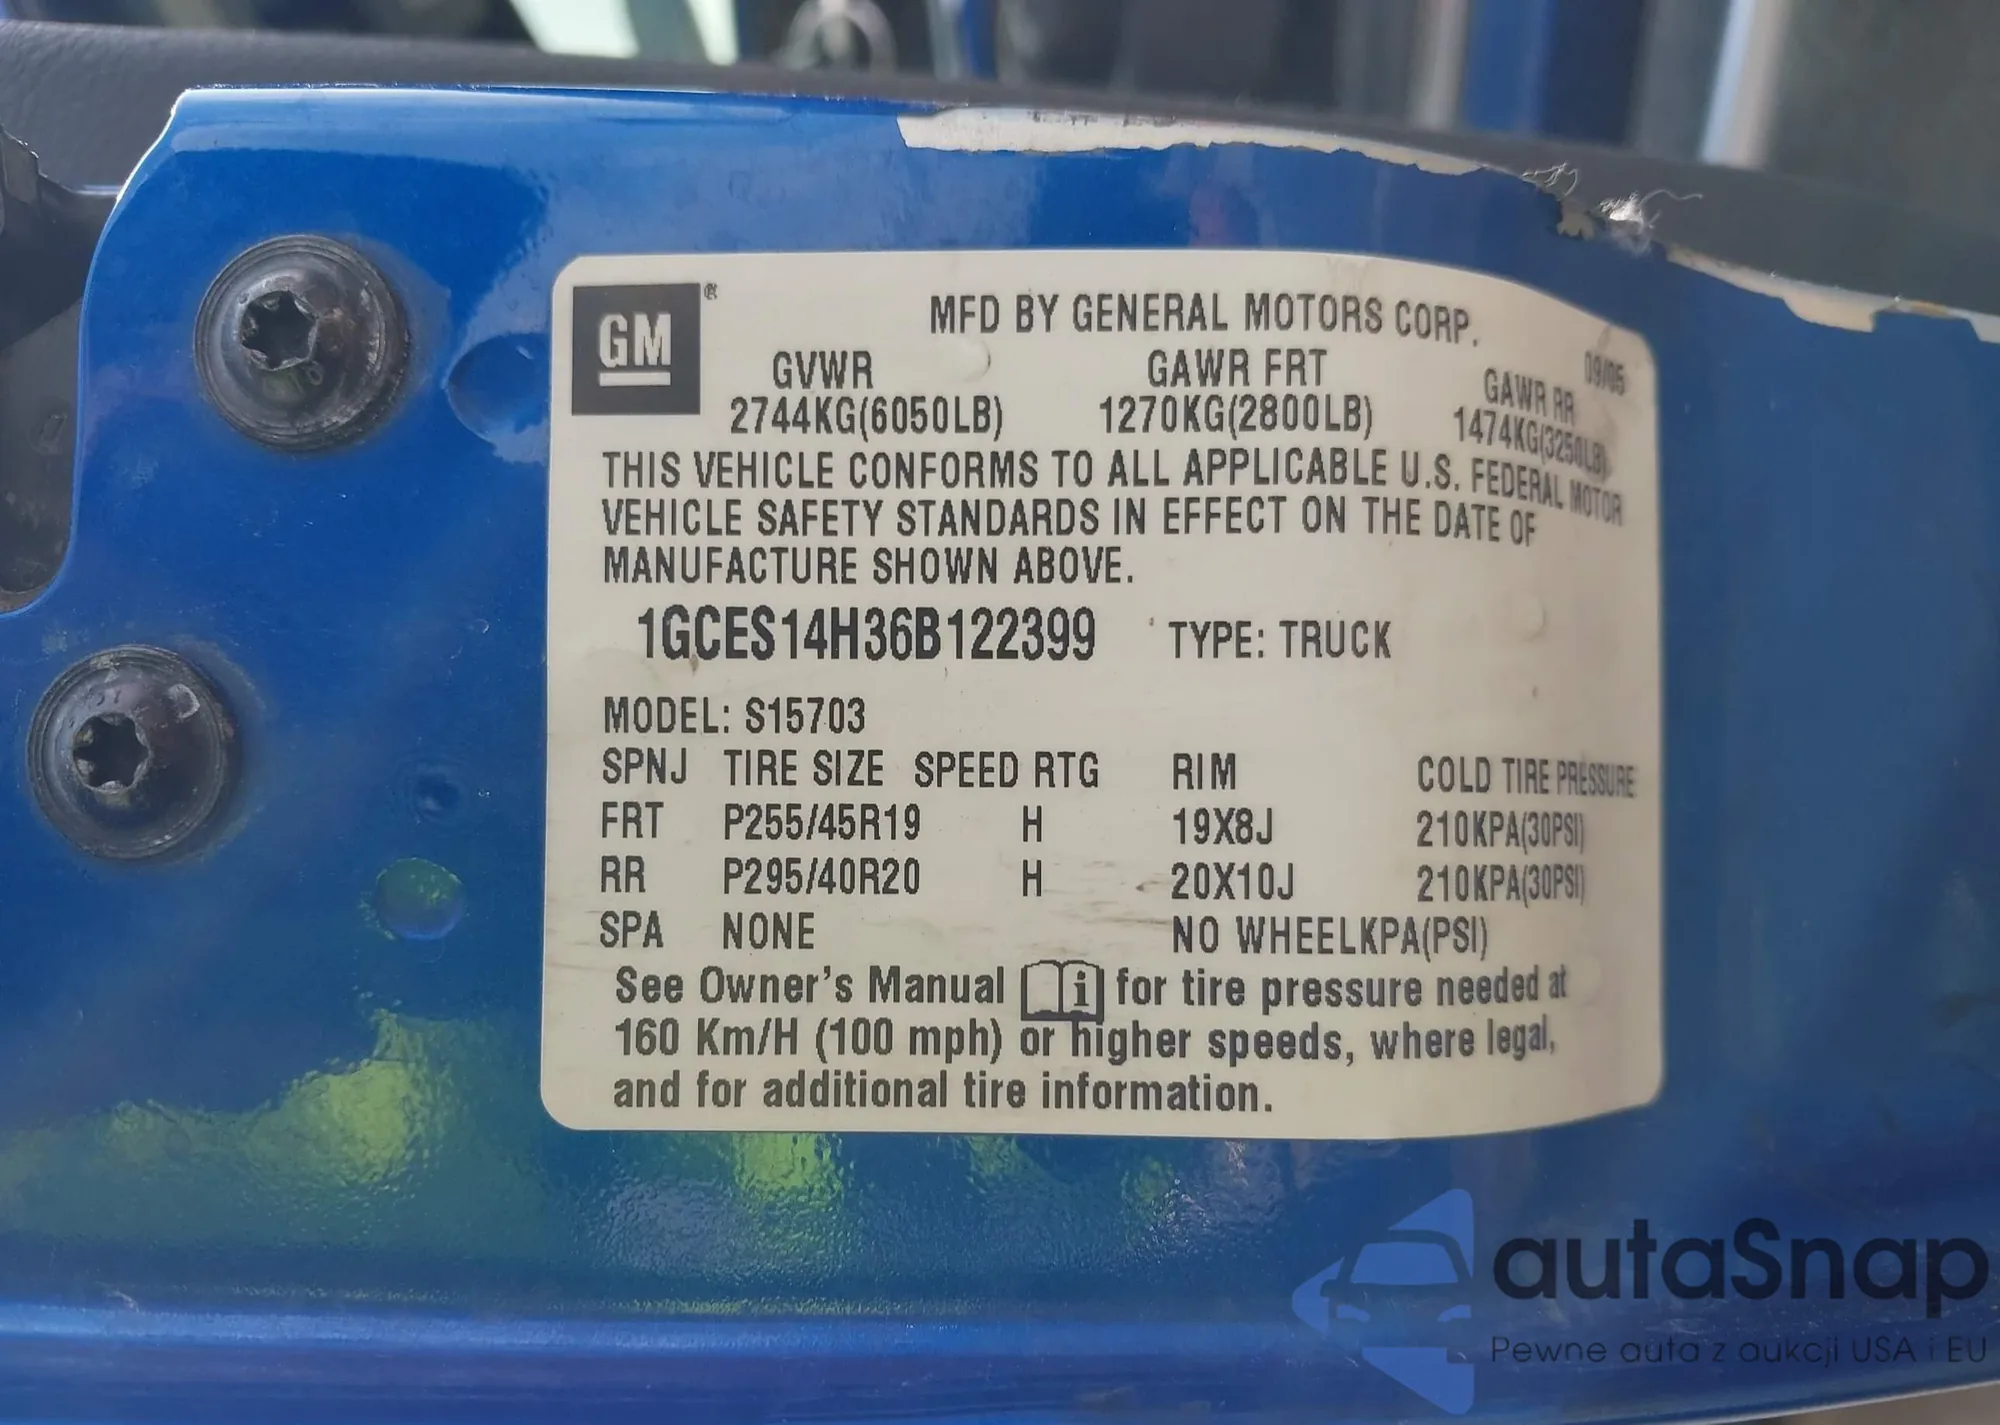 GM®
MFD BY GENERAL MOTORS CORP.
09/05
GVWR GAWR FRT GAWR RR
2744KG(6050LB) 1270KG(2800LB) 1474KG(3250LB)
THIS VEHICLE CONFORMS TO ALL APPLICABLE U.S. FEDERAL MOTOR
VEHICLE SAFETY STANDARDS IN EFFECT ON THE DATE OF
MANUFACTURE SHOWN ABOVE.
1GCES14H36B122399 TYPE: TRUCK
MODEL: S15703
SPNJ TIRE SIZE SPEED RTG RIM COLD TIRE PRESSURE
FRT P255/45R19 H 19X8J 210KPA(30PSI)
RR P295/40R20 H 20X10J 210KPA(30PSI)
SPA NONE NO WHEELKPA(PSI)
See Owner's Manual i for tire pressure needed at
160 Km/H (100 mph) or higher speeds, where legal,
and for additional tire information.
autaSnap
Pewne auta z aukcji USA i EU